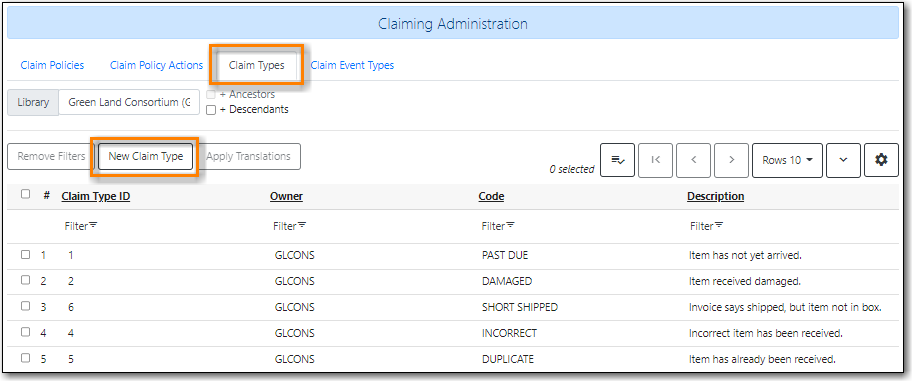 Claiming Administration
Claim Policies Claim Policy Actions Claim Types Claim Event Types
Library Green Land Consortium (G + Ancestors
+ Descendants
Remove Filters New Claim Type Apply Translations 0 selected Rows 10
# Claim Type ID Owner Code Description
Filter Filter Filter Filter
1 1 GLCONS PAST DUE Item has not yet arrived.
2 2 GLCONS DAMAGED Item received damaged.
3 6 GLCONS SHORT SHIPPED Invoice says shipped, but item not in box.
4 4 GLCONS INCORRECT Incorrect item has been received.
5 5 GLCONS DUPLICATE Item has already been received.